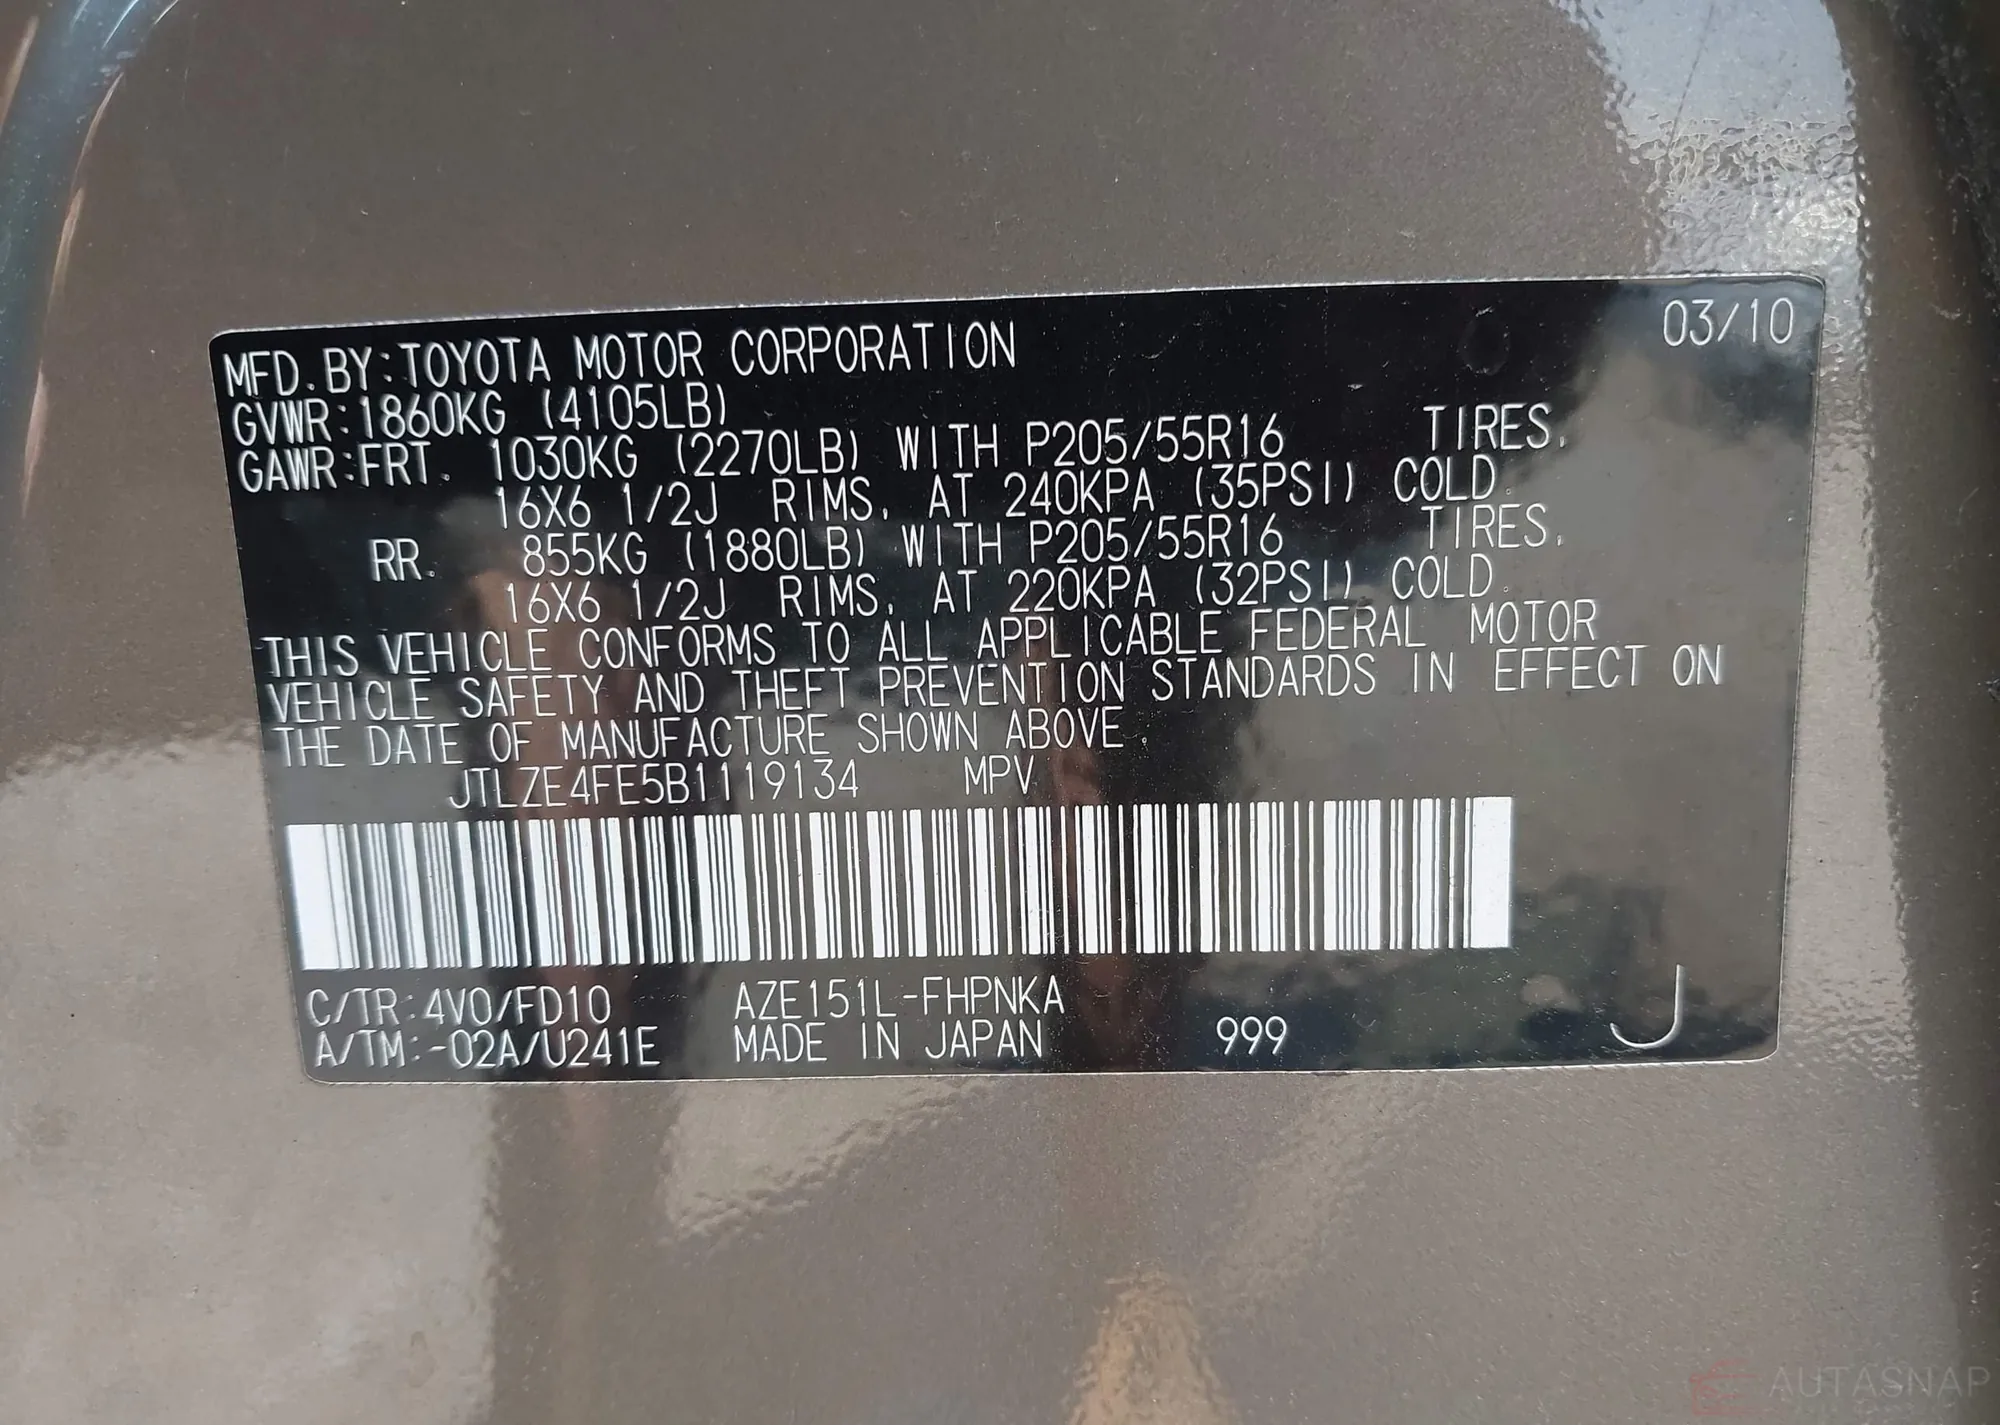 03/10
MFD. BY:TOYOTA MOTOR CORPORATION
GVWR:1860KG (4105LB)
GAWR:FRT. 1030KG (2270LB) WITH P205/55R16 TIRES,
16X6 1/2J RIMS, AT 240KPA (35PSI) COLD.
RR. 855KG (1880LB) WITH P205/55R16 TIRES,
16X6 1/2J RIMS, AT 220KPA (32PSI) COLD.
THIS VEHICLE CONFORMS TO ALL APPLICABLE FEDERAL MOTOR
VEHICLE SAFETY AND THEFT PREVENTION STANDARDS IN EFFECT ON
THE DATE OF MANUFACTURE SHOWN ABOVE.
JTLZE4FE5B1119134 MPV
C/TR:4V0/FD10 AZE151L-FHPNKA
A/TM:-02A/U241E MADE IN JAPAN 999 J
AUTASNAP